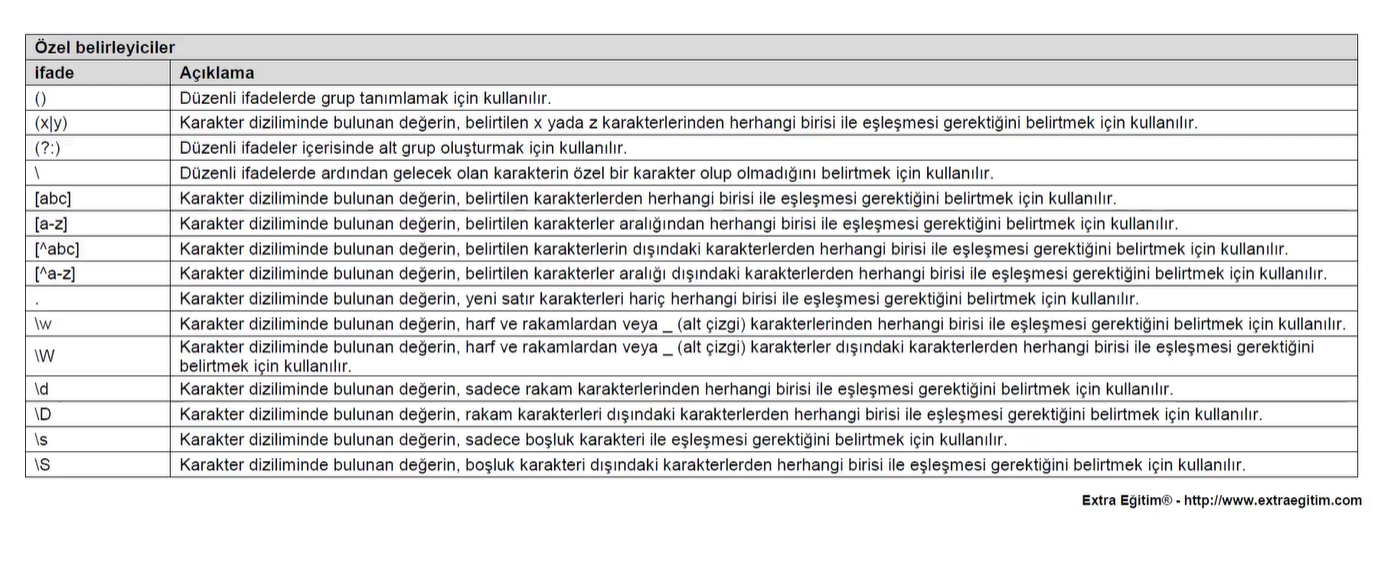 Özel belirleyiciler
ifade Açıklama
() Düzenli ifadelerde grup tanımlamak için kullanılır.
(x|y) Karakter diziliminde bulunan değerin, belirtilen x yada z karakterlerinden herhangi birisi ile eşleşmesi gerektiğini belirtmek için kullanılır.
(?:) Düzenli ifadeler içerisinde alt grup oluşturmak için kullanılır.
\ Düzenli ifadelerde ardından gelecek olan karakterin özel bir karakter olup olmadığını belirtmek için kullanılır.
[abc] Karakter diziliminde bulunan değerin, belirtilen karakterlerden herhangi birisi ile eşleşmesi gerektiğini belirtmek için kullanılır.
[a-z] Karakter diziliminde bulunan değerin, belirtilen karakterler aralığından herhangi birisi ile eşleşmesi gerektiğini belirtmek için kullanılır.
[^abc] Karakter diziliminde bulunan değerin, belirtilen karakterlerin dışındaki karakterlerden herhangi birisi ile eşleşmesi gerektiğini belirtmek için kullanılır.
[^a-z] Karakter diziliminde bulunan değerin, belirtilen karakterler aralığı dışındaki karakterlerden herhangi birisi ile eşleşmesi gerektiğini belirtmek için kullanılır.
. Karakter diziliminde bulunan değerin, yeni satır karakterleri hariç herhangi birisi ile eşleşmesi gerektiğini belirtmek için kullanılır.
\w Karakter diziliminde bulunan değerin, harf ve rakamlardan veya _ (alt çizgi) karakterlerinden herhangi birisi ile eşleşmesi gerektiğini belirtmek için kullanılır.
\W Karakter diziliminde bulunan değerin, harf ve rakamlardan veya _ (alt çizgi) karakterler dışındaki karakterlerden herhangi birisi ile eşleşmesi gerektiğini
belirtmek için kullanılır.
\d Karakter diziliminde bulunan değerin, sadece rakam karakterlerinden herhangi birisi ile eşleşmesi gerektiğini belirtmek için kullanılır.
\D Karakter diziliminde bulunan değerin, rakam karakterleri dışındaki karakterlerden herhangi birisi ile eşleşmesi gerektiğini belirtmek için kullanılır.
\s Karakter diziliminde bulunan değerin, sadece boşluk karakteri ile eşleşmesi gerektiğini belirtmek için kullanılır.
\S Karakter diziliminde bulunan değerin, boşluk karakteri dışındaki karakterlerden herhangi birisi ile eşleşmesi gerektiğini belirtmek için kullanılır.
Extra Eğitim® - http://www.extraegitim.com